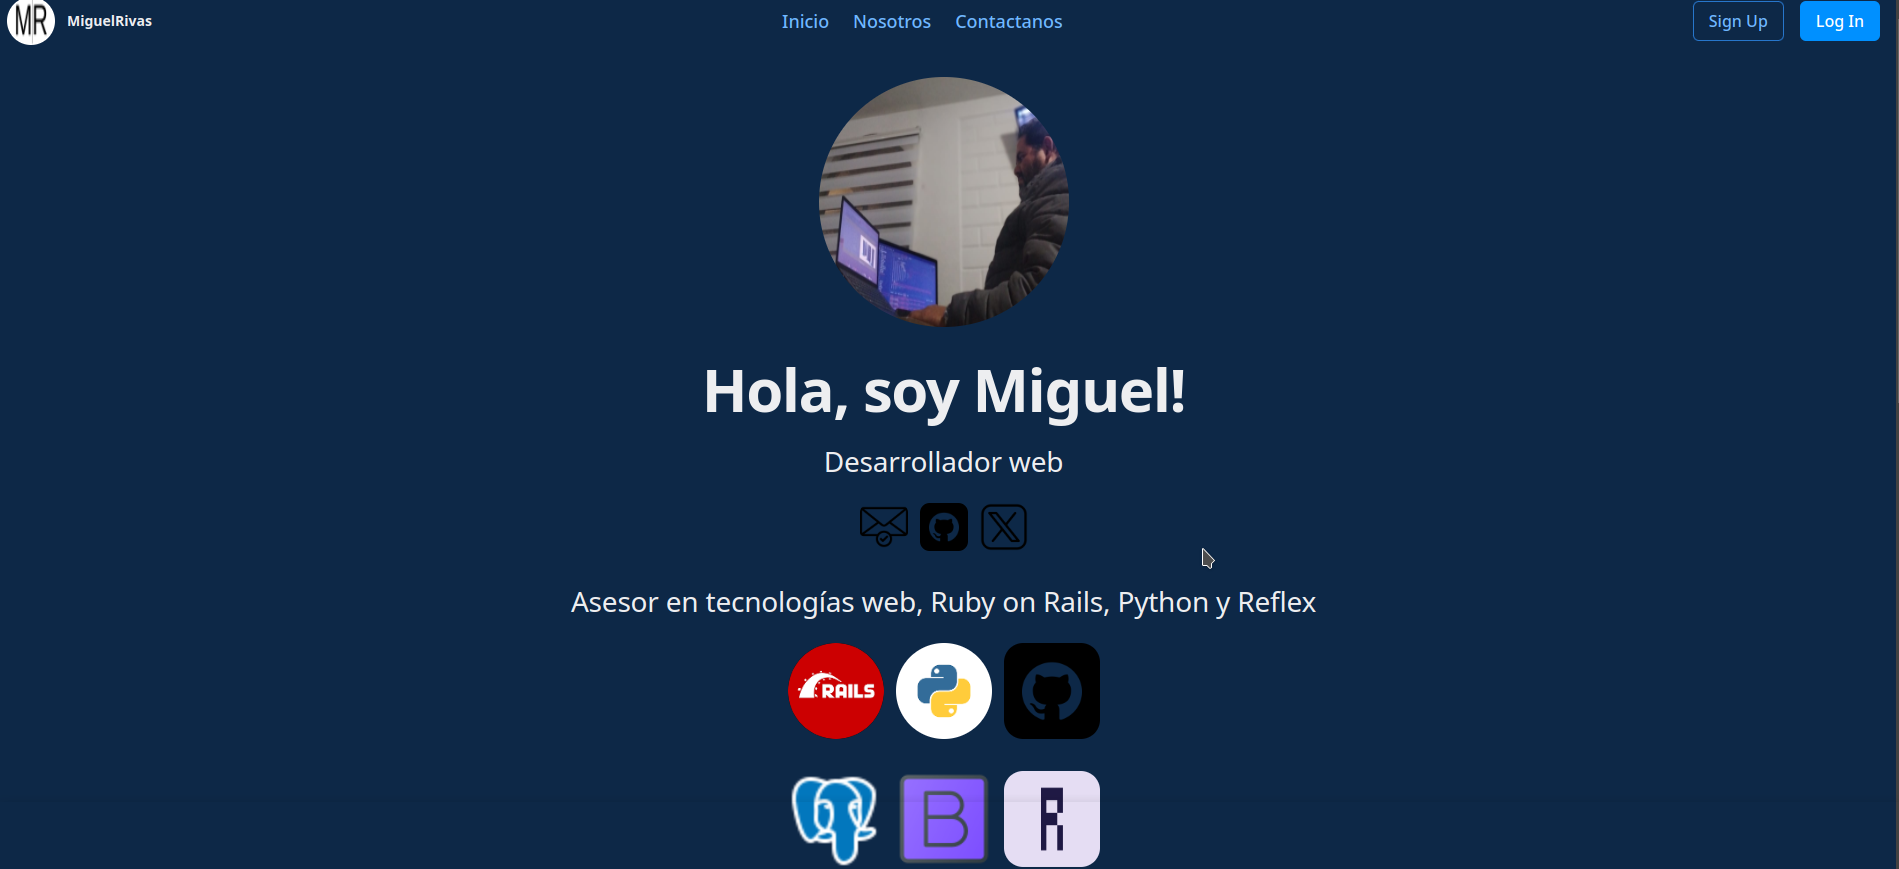 MR MiguelRivas Inicio Nosotros Contactanos Sign Up Log In
Hola, soy Miguel!
Desarrollador web
X
Asesor en tecnologías web, Ruby on Rails, Python y Reflex
RAILS
B R